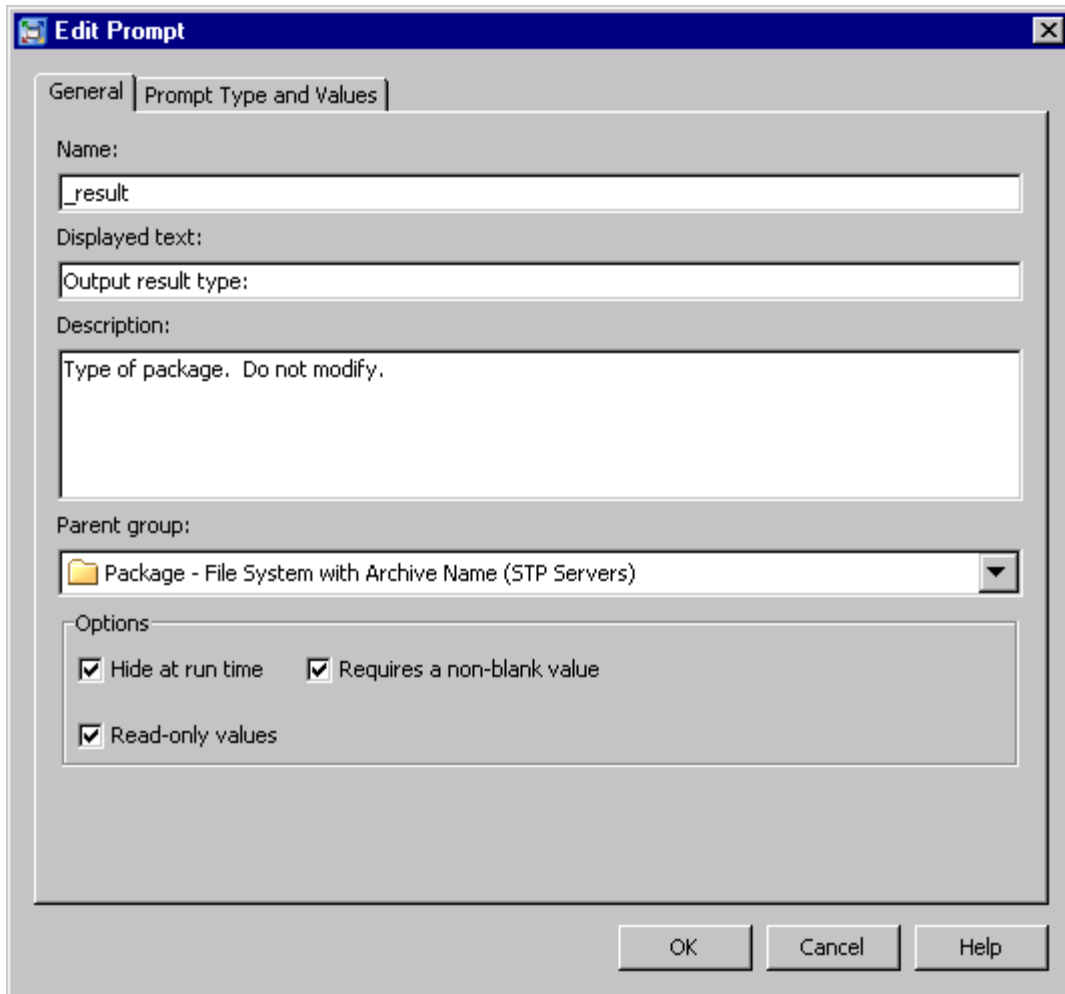 Edit Prompt
General
Prompt Type and Values
Name:
_result
Displayed text:
Output result type:
Description:
Type of package.  Do not modify.
Parent group:
Package - File System with Archive Name (STP Servers)
Options
Hide at run time
Requires a non-blank value
Read-only values
OK
Cancel
Help